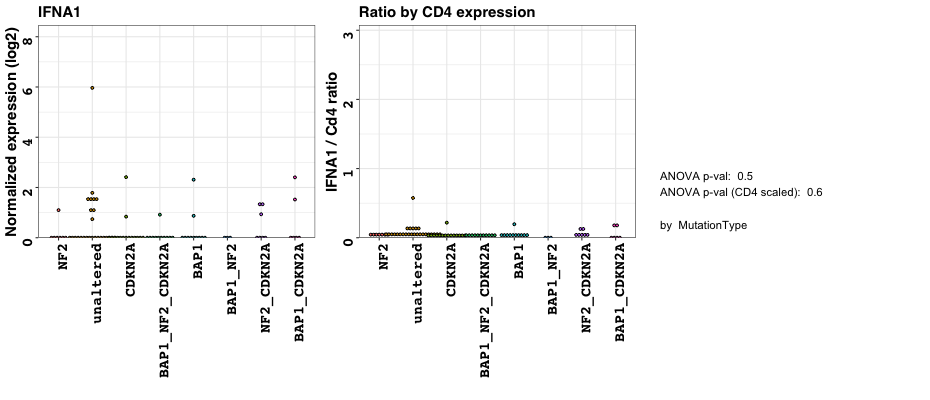 IFNA1
Normalized expression (log2)
8
6
4
2
0
NF2
unaltered
CDKN2A
BAP1_NF2_CDKN2A
BAP1
BAP1_NF2
NF2_CDKN2A
BAP1_CDKN2A
Ratio by CD4 expression
IFNA1 / Cd4 ratio
3
2
1
0
NF2
unaltered
CDKN2A
BAP1_NF2_CDKN2A
BAP1
BAP1_NF2
NF2_CDKN2A
BAP1_CDKN2A
ANOVA p-val: 0.5
ANOVA p-val (CD4 scaled): 0.6
by MutationType